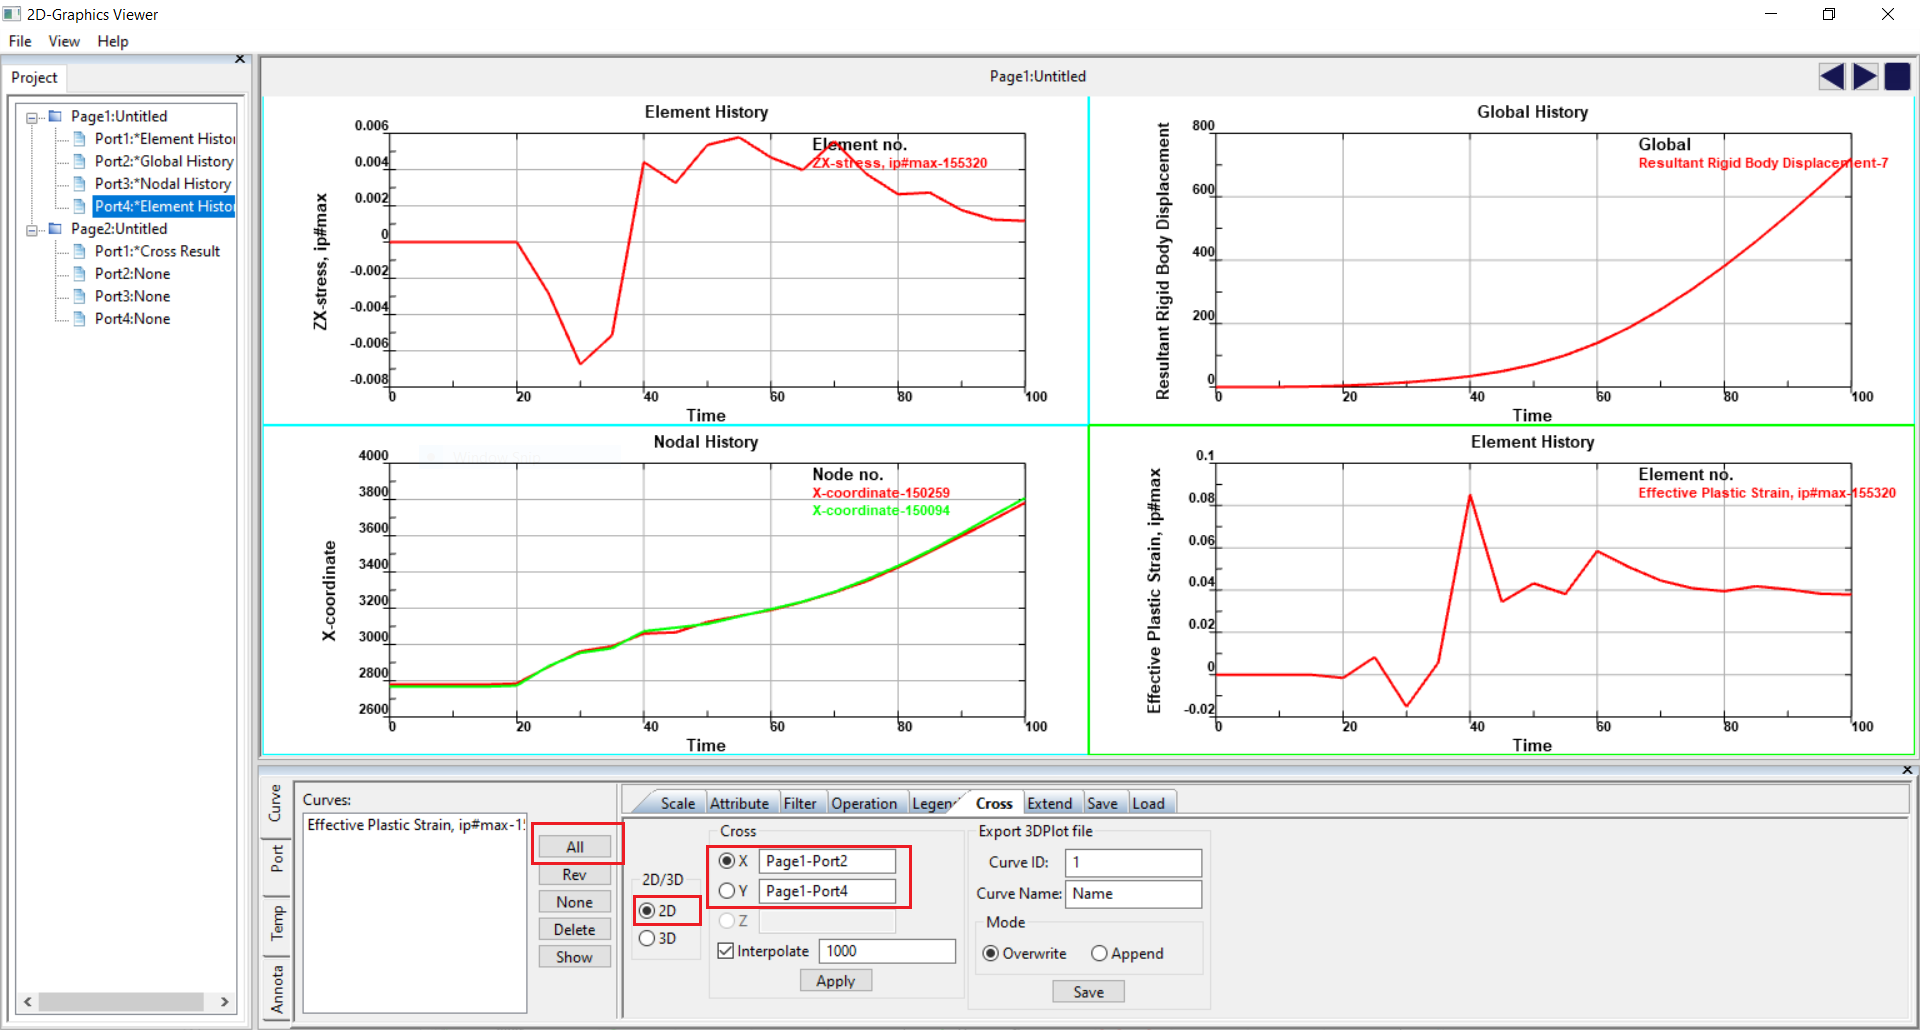 2D-Graphics Viewer
File View Help
Project
Page1:Untitled
Port1:*Element Histor
Port2:*Global History
Port3:*Nodal History
Port4:*Element Histor
Page2:Untitled
Port1:*Cross Result
Port2:None
Port3:None
Port4:None
Page1:Untitled
Element History
Element no.
ZX-stress, ip#max-155320
ZX-stress, ip#max
0.006
0.004
0.002
0
-0.002
-0.004
-0.006
-0.008
0 20 40 60 80 100
Time
Global History
Global
Resultant Rigid Body Displacement-7
Resultant Rigid Body Displacement
800
600
400
200
0
0 20 40 60 80 100
Time
Nodal History
Node no.
X-coordinate-150259
X-coordinate-150094
X-coordinate
4000
3800
3600
3400
3200
3000
2800
2600
0 20 40 60 80 100
Time
Element History
Element no.
Effective Plastic Strain, ip#max-155320
Effective Plastic Strain, ip#max
0.1
0.08
0.06
0.04
0.02
0
-0.02
0 20 40 60 80 100
Time
Curve
Port
Temp
Annota
Curves:
Effective Plastic Strain, ip#max-15
All
Rev
None
Delete
Show
Scale Attribute Filter Operation Legend Cross Extend Save Load
2D/3D
2D
3D
Cross
X Page1-Port2
Y Page1-Port4
Z
Interpolate 1000
Apply
Export 3DPlot file
Curve ID: 1
Curve Name: Name
Mode
Overwrite Append
Save